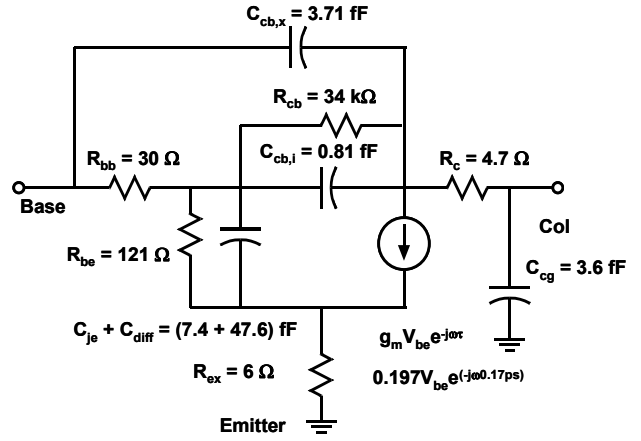 C_cb,x = 3.71 fF
R_cb = 34 kΩ
C_cb,i = 0.81 fF
R_bb = 30 Ω
R_c = 4.7 Ω
Base
Col
R_be = 121 Ω
C_cg = 3.6 fF
C_je + C_diff = (7.4 + 47.6) fF
g_mV_bee^-jωτ
R_ex = 6 Ω
0.197V_bee^(-jω0.17ps)
Emitter